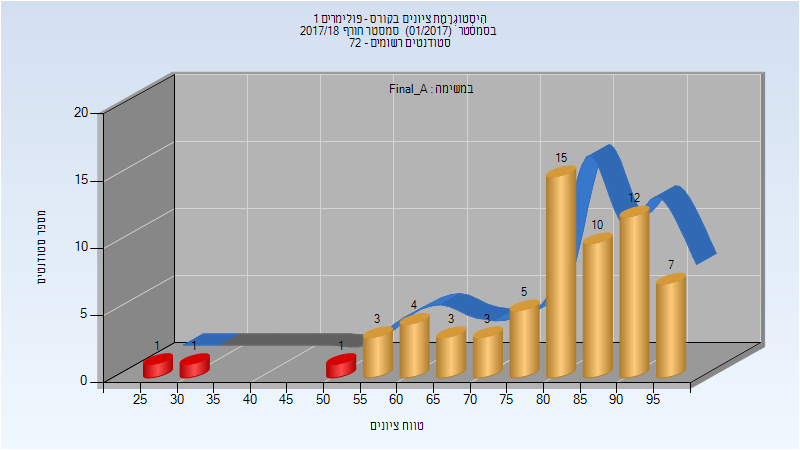 היסטוגרמת ציונים בקורס - פולימרים 1
בסמסטר (01/2017) סמסטר חורף 2017/18
סטודנטים רשומים - 72
במשימה : Final_A
מספר סטודנטים
20
15
10
5
0
1
1
1
3
4
3
3
5
15
10
12
7
25 30 35 40 45 50 55 60 65 70 75 80 85 90 95
טווח ציונים